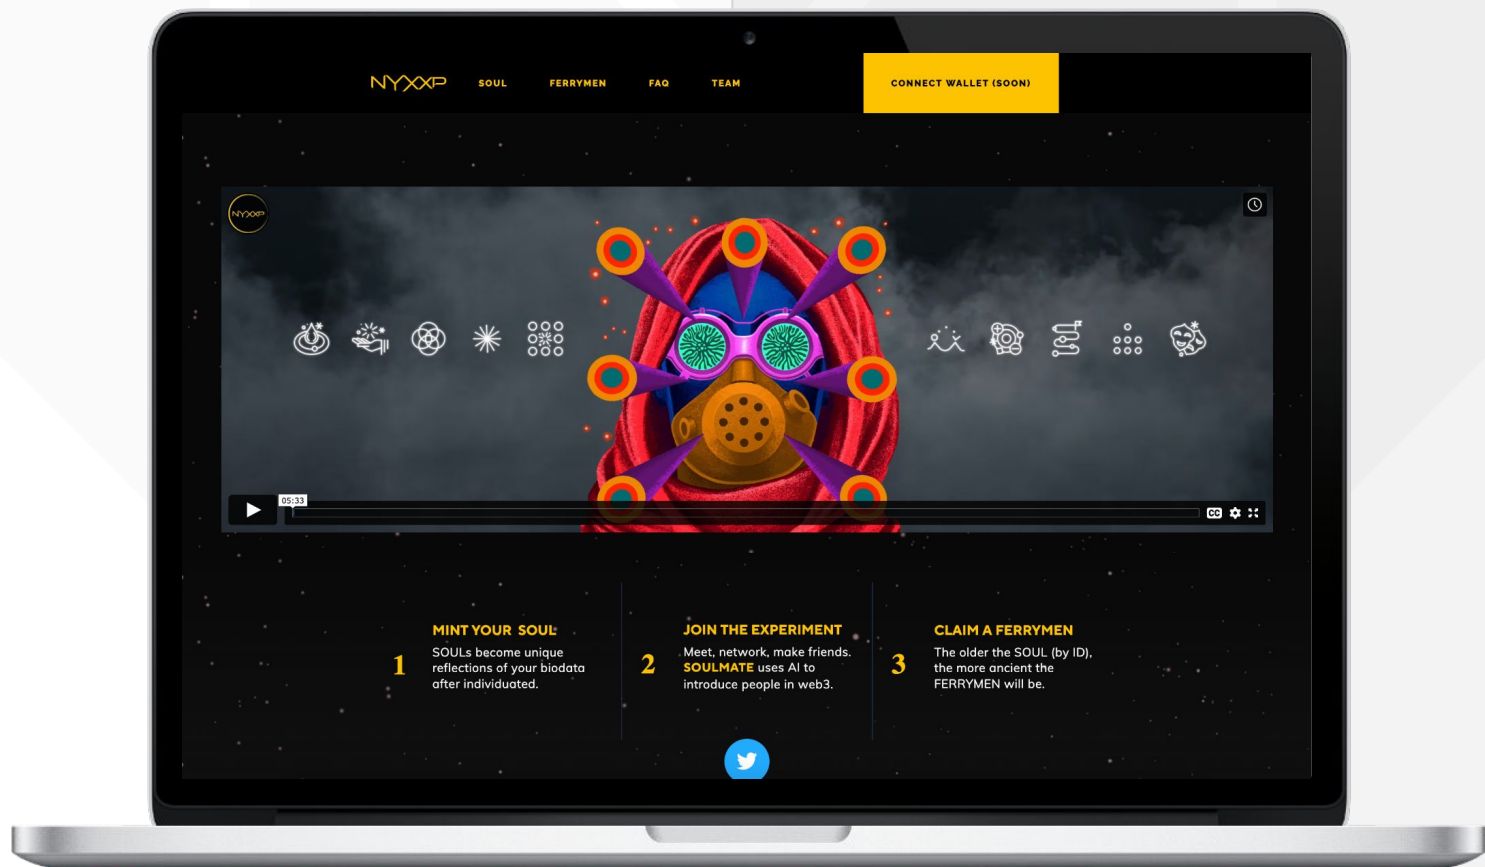 NYXXP SOUL FERRYMEN FAQ TEAM CONNECT WALLET (SOON)
NYXXP
05:33
CC
MINT YOUR SOUL
1
SOULs become unique
reflections of your biodata
after individuated.
JOIN THE EXPERIMENT
2
Meet, network, make friends.
SOULMATE uses AI to
introduce people in web3.
CLAIM A FERRYMEN
3
The older the SOUL (by ID),
the more ancient the
FERRYMEN will be.